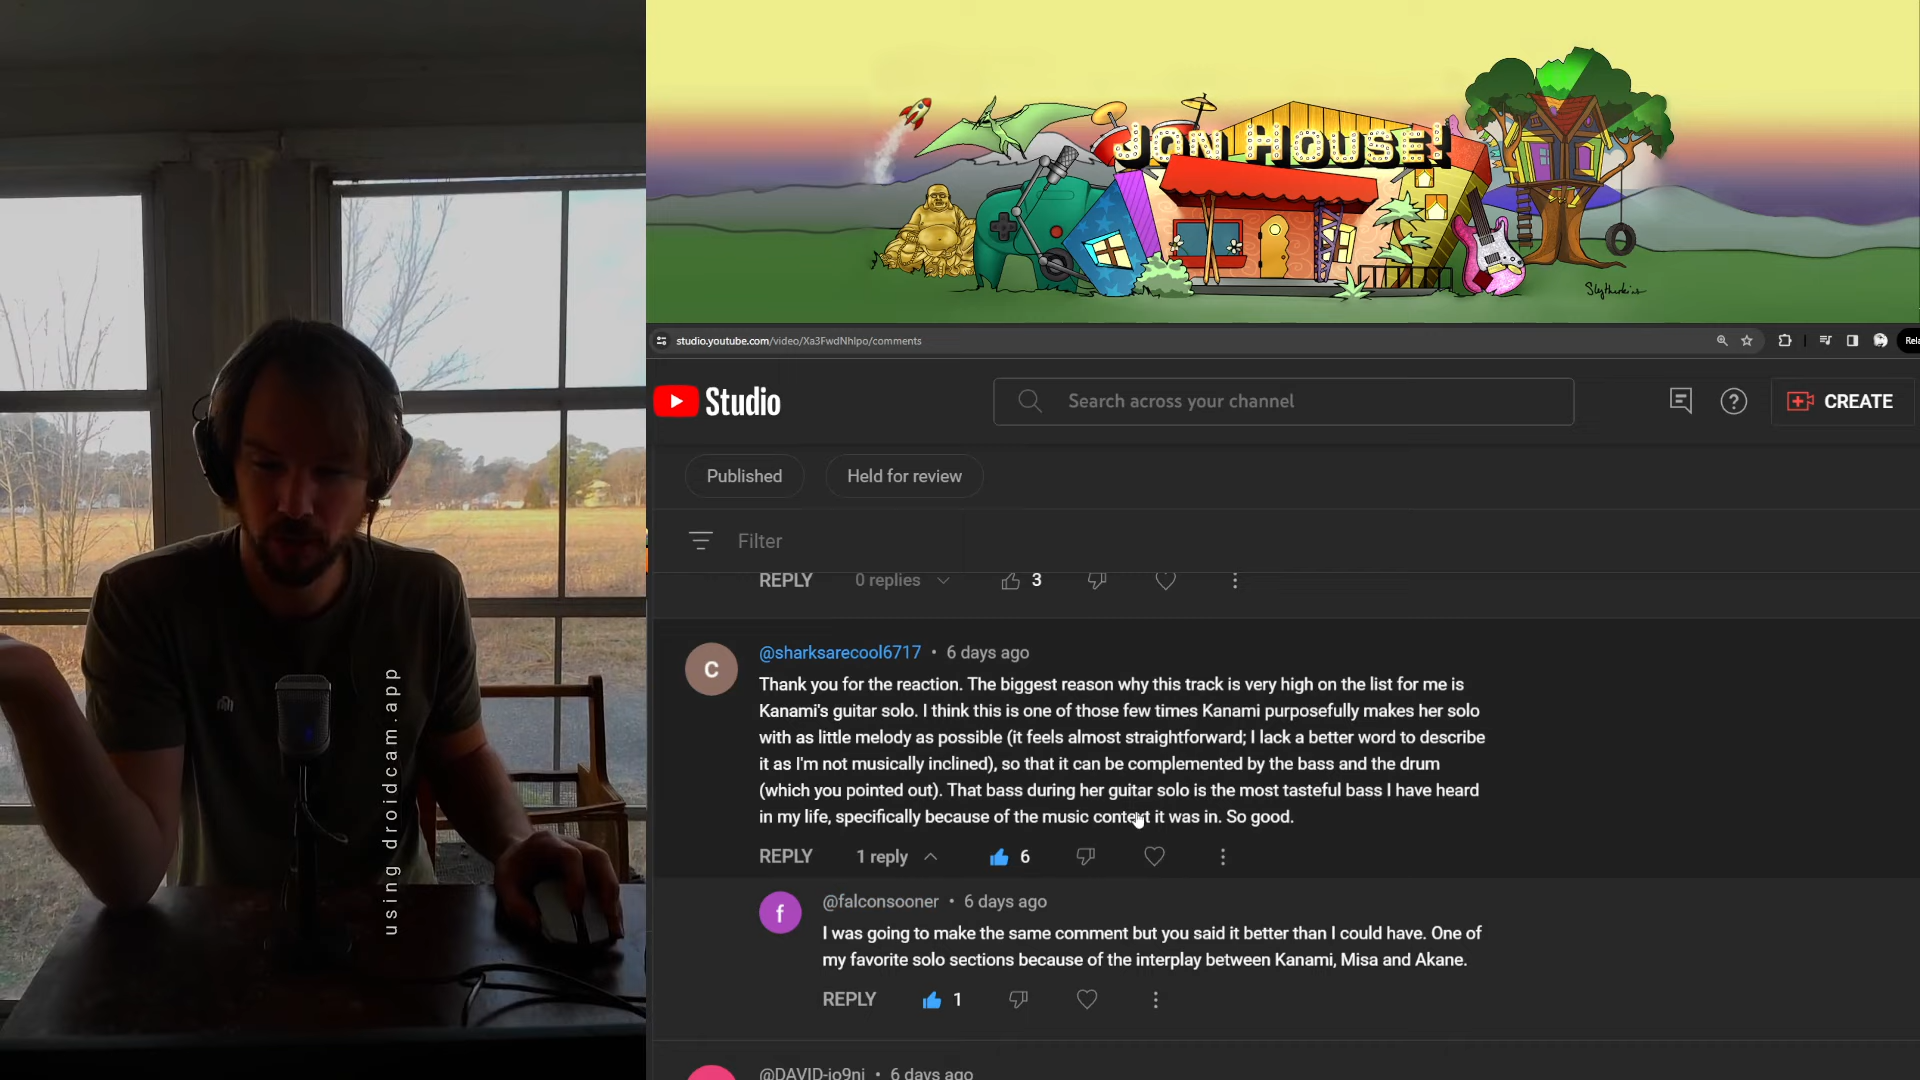 JON HOUSE!
Slytherkins
studio.youtube.com/video/Xa3FwdNhlpo/comments
Rela
Studio
Search across your channel
CREATE
Published
Held for review
Filter
REPLY 0 replies 3
C
@sharksarecool6717 • 6 days ago
Thank you for the reaction. The biggest reason why this track is very high on the list for me is
Kanami's guitar solo. I think this is one of those few times Kanami purposefully makes her solo
with as little melody as possible (it feels almost straightforward; I lack a better word to describe
it as I'm not musically inclined), so that it can be complemented by the bass and the drum
(which you pointed out). That bass during her guitar solo is the most tasteful bass I have heard
in my life, specifically because of the music context it was in. So good.
REPLY 1 reply 6
f
@falconsooner • 6 days ago
I was going to make the same comment but you said it better than I could have. One of
my favorite solo sections because of the interplay between Kanami, Misa and Akane.
REPLY 1
@DAVID-jo9nj • 6 days ago
using droidcam.app